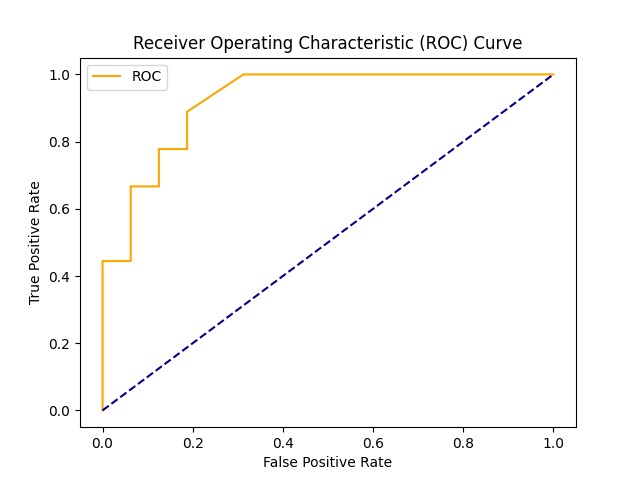 Receiver Operating Characteristic (ROC) Curve
ROC
1.0
0.8
0.6
0.4
0.2
0.0
True Positive Rate
0.0 0.2 0.4 0.6 0.8 1.0
False Positive Rate